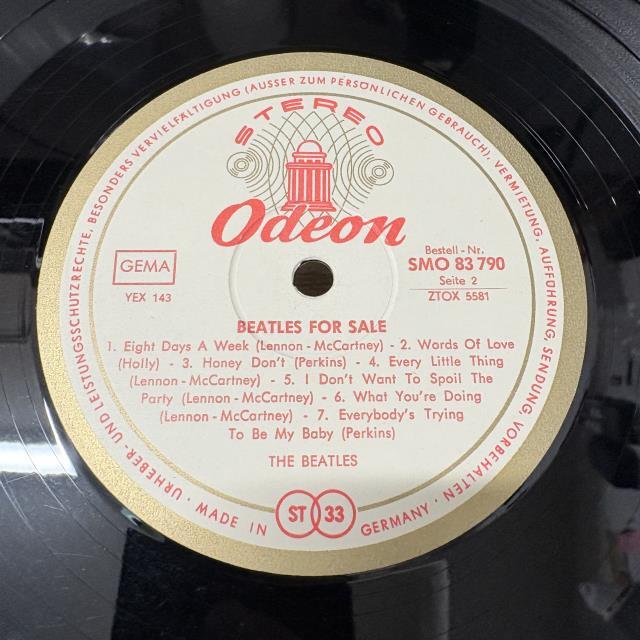 URHEBER- UND LEISTUNGSSCHUTZRECHTE, BESONDERS VERVIELFÄLTIGUNG (AUSSER ZUM PERSÖNLICHEN GEBRAUCH), VERMIETUNG, AUFFÜHRUNG, SENDUNG, VORBEHALTEN ·
STEREO
Odeon
GEMA
YEX 143
Bestell - Nr.
SMO 83 790
Seite 2
ZTOX 5581
BEATLES FOR SALE
1. Eight Days A Week (Lennon - McCartney) - 2. Words Of Love
(Holly) - 3. Honey Don't (Perkins) - 4. Every Little Thing
(Lennon - McCartney) - 5. I Don't Want To Spoil The
Party (Lennon - McCartney) - 6. What You're Doing
(Lennon - McCartney) - 7. Everybody's Trying
To Be My Baby (Perkins)
THE BEATLES
MADE IN GERMANY ·
ST 33